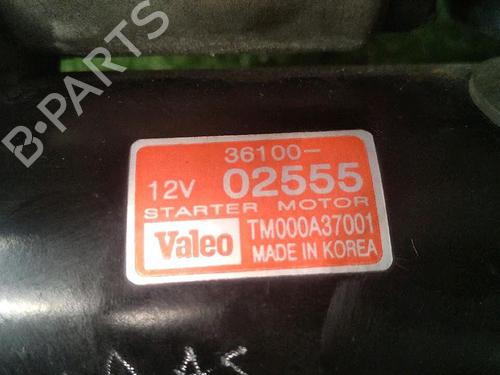 B-PARTS
36100-
12V 02555
STARTER MOTOR
Valeo TM000A37001
MADE IN KOREA